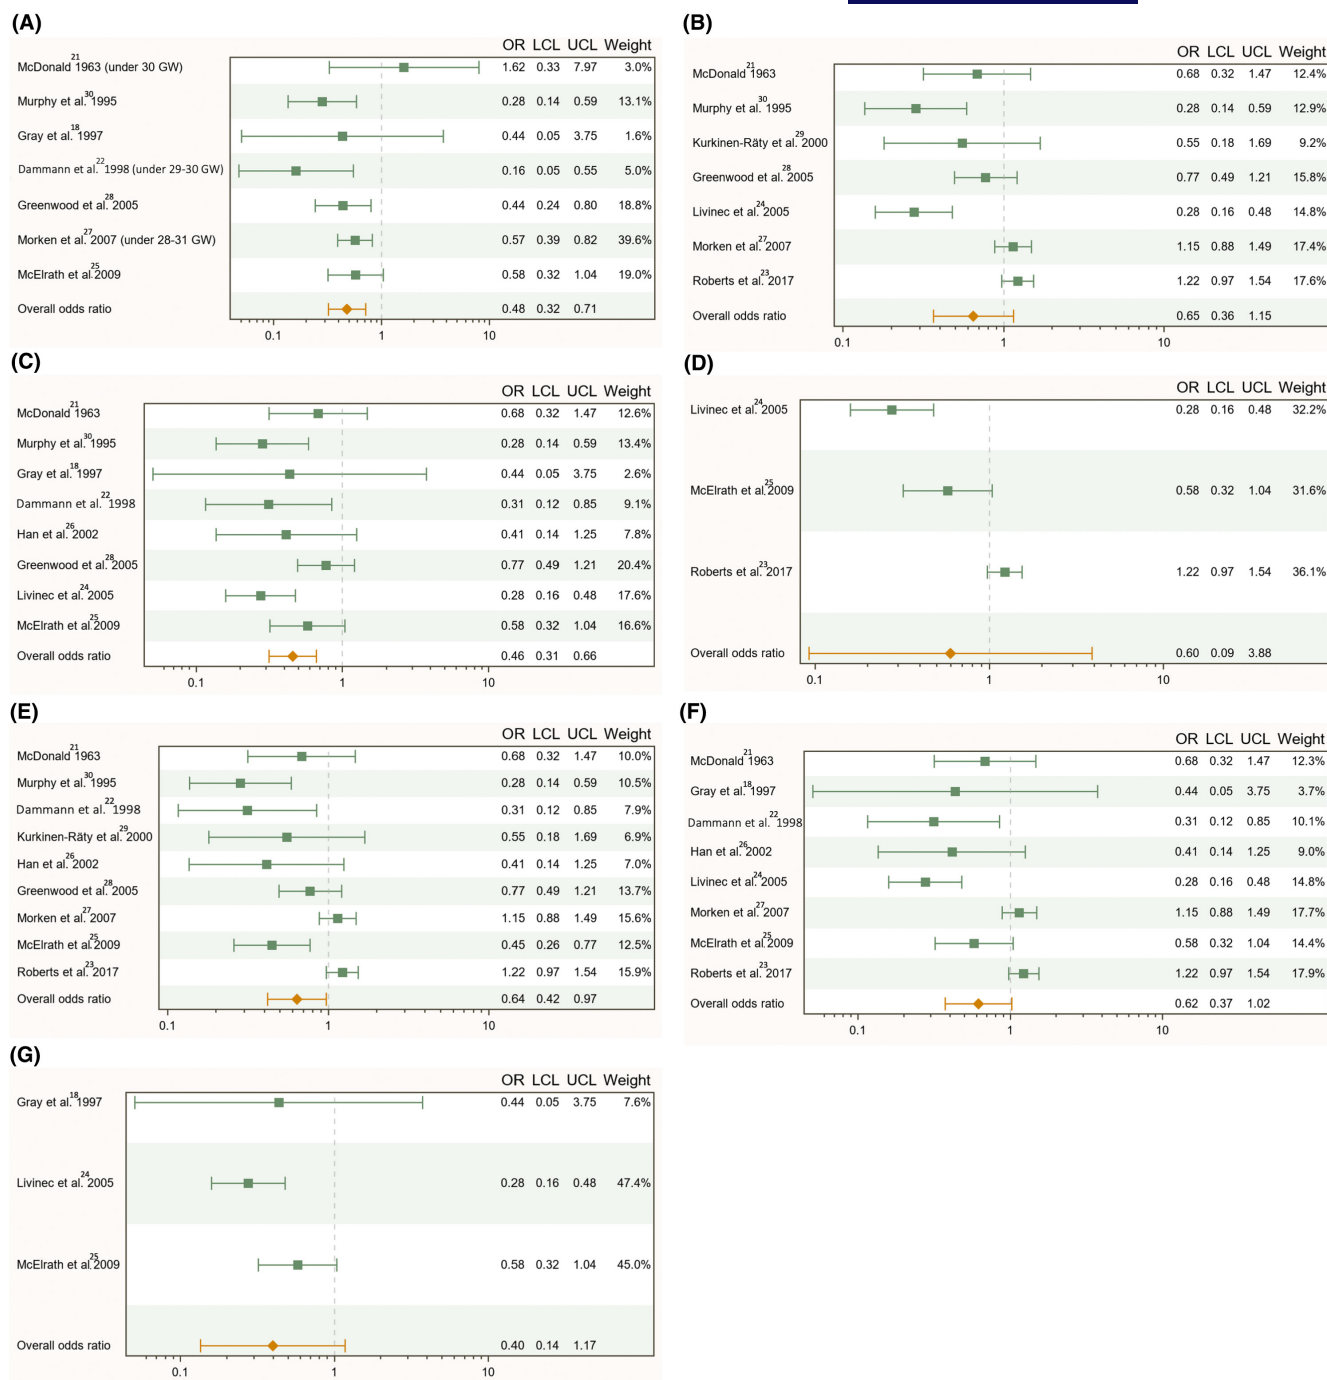 (A)
OR LCL UCL Weight
McDonald 21 1963 (under 30 GW) 1.62 0.33 7.97 3.0%
Murphy et al. 30 1995 0.28 0.14 0.59 13.1%
Gray et al. 18 1997 0.44 0.05 3.75 1.6%
Dammann et al. 22 1998 (under 29-30 GW) 0.16 0.05 0.55 5.0%
Greenwood et al. 28 2005 0.44 0.24 0.80 18.8%
Morken et al. 27 2007 (under 28-31 GW) 0.57 0.39 0.82 39.6%
McElrath et al. 25 2009 0.58 0.32 1.04 19.0%
Overall odds ratio 0.48 0.32 0.71
0.1 1 10
(B)
OR LCL UCL Weight
McDonald 21 1963 0.68 0.32 1.47 12.4%
Murphy et al. 30 1995 0.28 0.14 0.59 12.9%
Kurkinen-Räty et al. 29 2000 0.55 0.18 1.69 9.2%
Greenwood et al. 28 2005 0.77 0.49 1.21 15.8%
Livinec et al. 24 2005 0.28 0.16 0.48 14.8%
Morken et al. 27 2007 1.15 0.88 1.49 17.4%
Roberts et al. 23 2017 1.22 0.97 1.54 17.6%
Overall odds ratio 0.65 0.36 1.15
0.1 1 10
(C)
OR LCL UCL Weight
McDonald 21 1963 0.68 0.32 1.47 12.6%
Murphy et al. 30 1995 0.28 0.14 0.59 13.4%
Gray et al. 18 1997 0.44 0.05 3.75 2.6%
Dammann et al. 22 1998 0.31 0.12 0.85 9.1%
Han et al. 26 2002 0.41 0.14 1.25 7.8%
Greenwood et al. 28 2005 0.77 0.49 1.21 20.4%
Livinec et al. 24 2005 0.28 0.16 0.48 17.6%
McElrath et al. 25 2009 0.58 0.32 1.04 16.6%
Overall odds ratio 0.46 0.31 0.66
0.1 1 10
(D)
OR LCL UCL Weight
Livinec et al. 24 2005 0.28 0.16 0.48 32.2%
McElrath et al. 25 2009 0.58 0.32 1.04 31.6%
Roberts et al. 23 2017 1.22 0.97 1.54 36.1%
Overall odds ratio 0.60 0.09 3.88
0.1 1 10
(E)
OR LCL UCL Weight
McDonald 21 1963 0.68 0.32 1.47 10.0%
Murphy et al. 30 1995 0.28 0.14 0.59 10.5%
Dammann et al. 22 1998 0.31 0.12 0.85 7.9%
Kurkinen-Räty et al. 29 2000 0.55 0.18 1.69 6.9%
Han et al. 26 2002 0.41 0.14 1.25 7.0%
Greenwood et al. 28 2005 0.77 0.49 1.21 13.7%
Morken et al. 27 2007 1.15 0.88 1.49 15.6%
McElrath et al. 25 2009 0.45 0.26 0.77 12.5%
Roberts et al. 23 2017 1.22 0.97 1.54 15.9%
Overall odds ratio 0.64 0.42 0.97
0.1 1 10
(F)
OR LCL UCL Weight
McDonald 21 1963 0.68 0.32 1.47 12.3%
Gray et al. 18 1997 0.44 0.05 3.75 3.7%
Dammann et al. 22 1998 0.31 0.12 0.85 10.1%
Han et al. 26 2002 0.41 0.14 1.25 9.0%
Livinec et al. 24 2005 0.28 0.16 0.48 14.8%
Morken et al. 27 2007 1.15 0.88 1.49 17.7%
McElrath et al. 25 2009 0.58 0.32 1.04 14.4%
Roberts et al. 23 2017 1.22 0.97 1.54 17.9%
Overall odds ratio 0.62 0.37 1.02
0.1 1 10
(G)
OR LCL UCL Weight
Gray et al. 18 1997 0.44 0.05 3.75 7.6%
Livinec et al. 24 2005 0.28 0.16 0.48 47.4%
McElrath et al. 25 2009 0.58 0.32 1.04 45.0%
Overall odds ratio 0.40 0.14 1.17
0.1 1 10